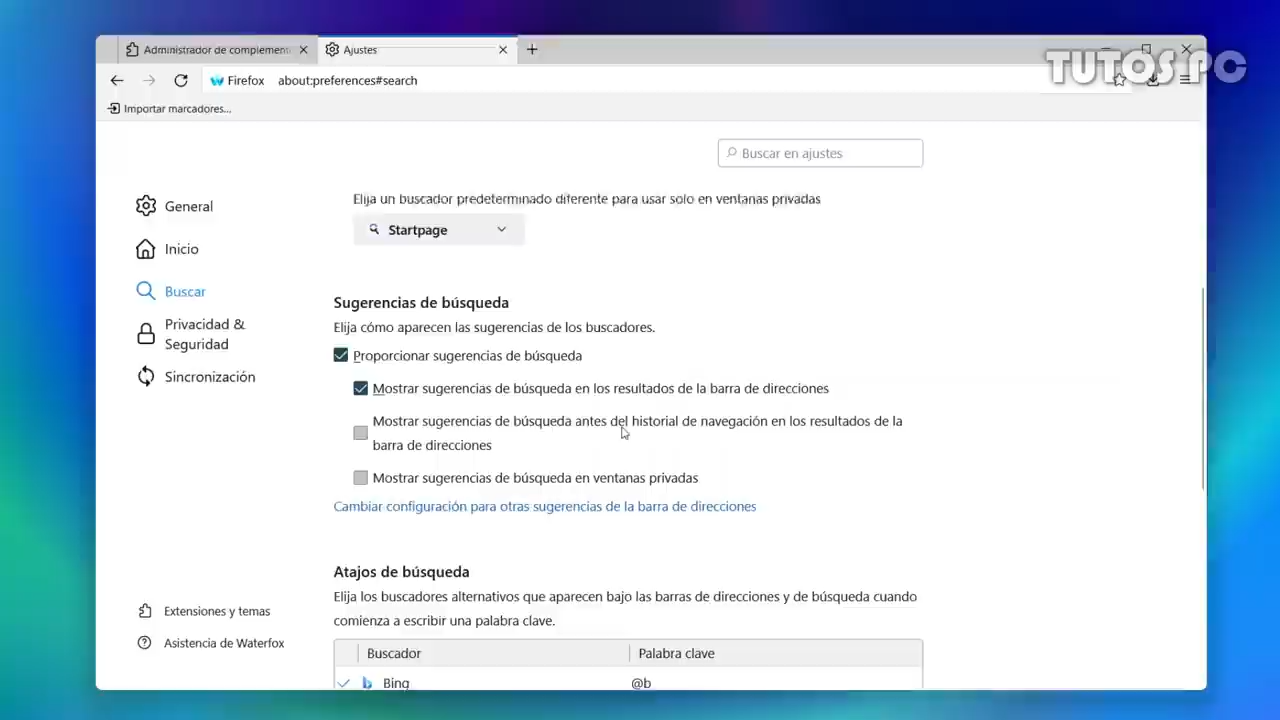 Administrador de complement
Ajustes
TUTOS PC
Firefox
about:preferences#search
Importar marcadores...
Buscar en ajustes
General
Inicio
Buscar
Privacidad &
Seguridad
Sincronización
Extensiones y temas
Asistencia de Waterfox
Elija un buscador predeterminado diferente para usar solo en ventanas privadas
Startpage
Sugerencias de búsqueda
Elija cómo aparecen las sugerencias de los buscadores.
Proporcionar sugerencias de búsqueda
Mostrar sugerencias de búsqueda en los resultados de la barra de direcciones
Mostrar sugerencias de búsqueda antes del historial de navegación en los resultados de la
barra de direcciones
Mostrar sugerencias de búsqueda en ventanas privadas
Cambiar configuración para otras sugerencias de la barra de direcciones
Atajos de búsqueda
Elija los buscadores alternativos que aparecen bajo las barras de direcciones y de búsqueda cuando
comienza a escribir una palabra clave.
Buscador Palabra clave
Bing @b